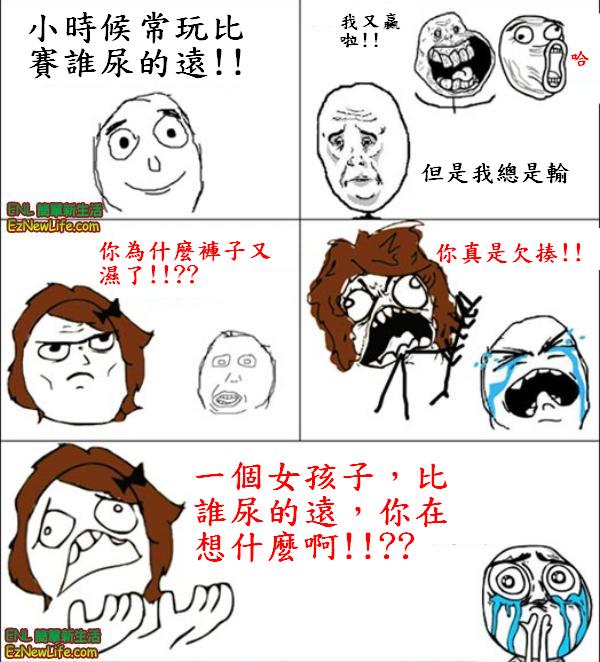 小時候常玩比
賽誰尿的遠!!
我又贏
啦!!
哈
但是我總是輸
ENL 簡單新生活
EzNewLife.com
你為什麼褲子又
濕了!!??
你真是欠揍!!
一個女孩子，比
誰尿的遠，你在
想什麼啊!!??
ENL 簡單新生活
EzNewLife.com